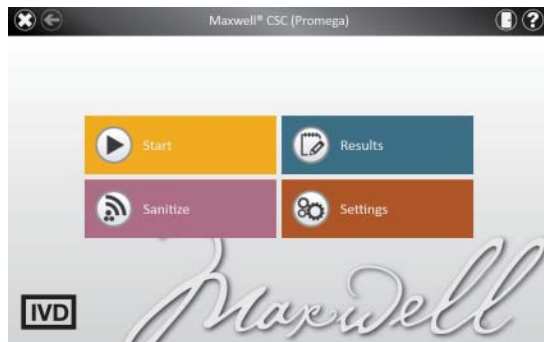 Maxwell® CSC (Promega)
?
Start
Results
Sanitize
Settings
IVD
Maxwell